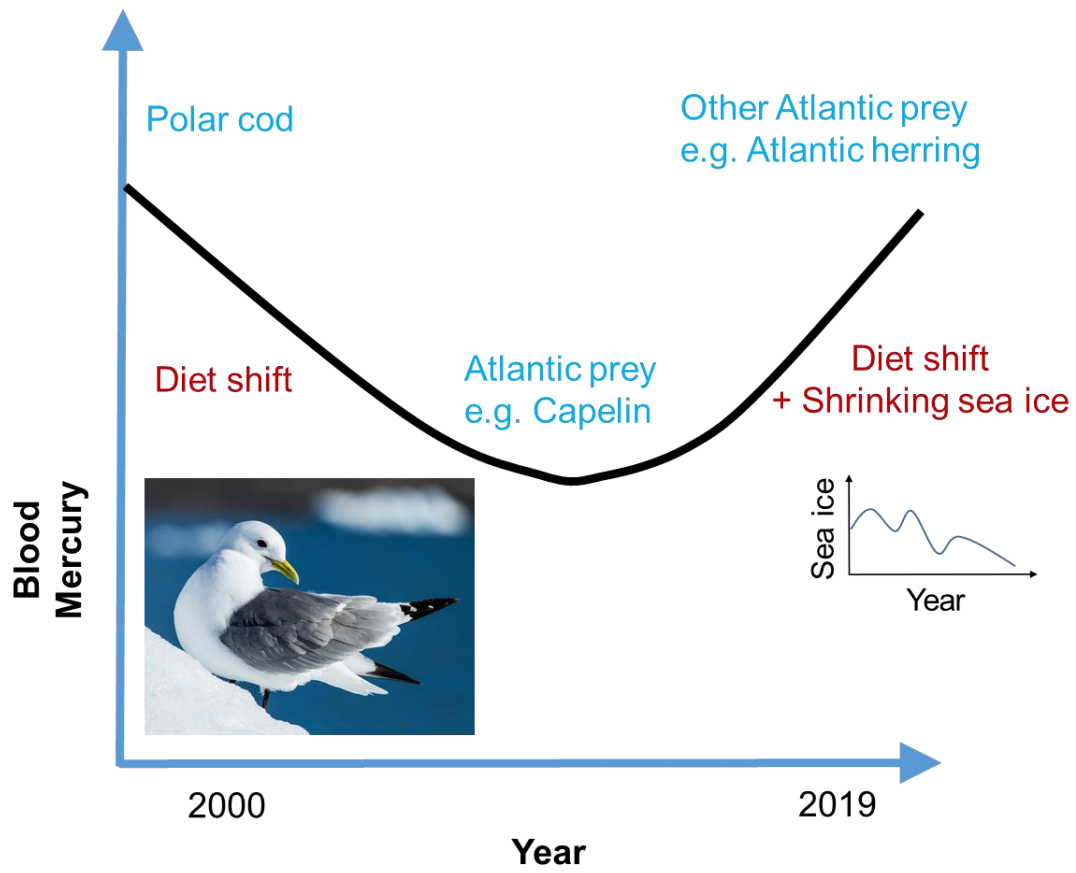 Polar cod
Other Atlantic prey
e.g. Atlantic herring
Diet shift
Atlantic prey
e.g. Capelin
Diet shift
+ Shrinking sea ice
Blood
Mercury
Sea ice
Year
2000
2019
Year